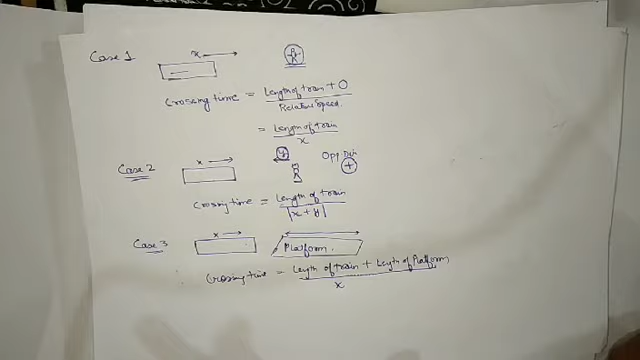 Case 1
x
Crossing time = Length of train + 0
Relative Speed
= Length of train
x
Case 2
x
y
Opp. Dir
+
Crossing time = Length of train
|x + y|
Case 3
x
Platform.
Crossing time = Length of train + Length of Platform
x